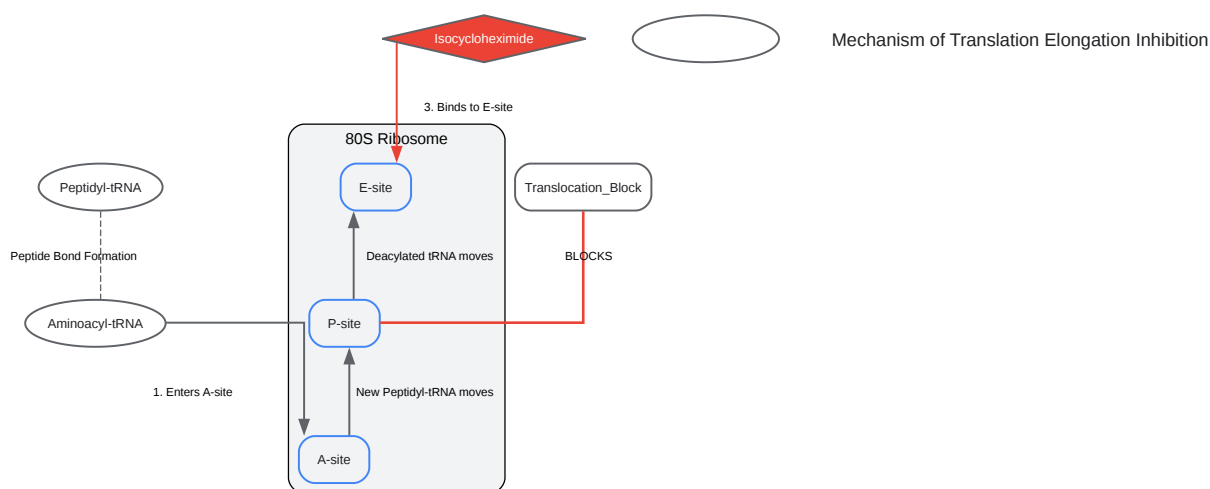 Isocycloheximide
Mechanism of Translation Elongation Inhibition
3. Binds to E-site
80S Ribosome
Peptidyl-tRNA
E-site
Translocation_Block
Peptide Bond Formation
Deacylated tRNA moves
BLOCKS
Aminoacyl-tRNA
P-site
1. Enters A-site
New Peptidyl-tRNA moves
A-site